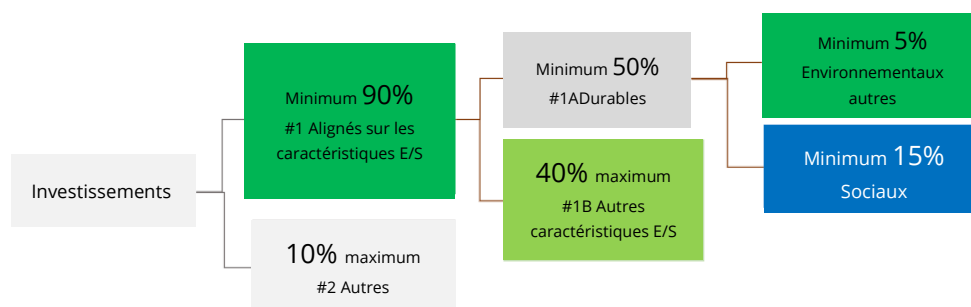 Investissements
Minimum 90%
#1 Alignés sur les
caractéristiques E/S
10% maximum
#2 Autres
Minimum 50%
#1ADurables
40% maximum
#1B Autres
caractéristiques E/S
Minimum 5%
Environnementaux
autres
Minimum 15%
Sociaux